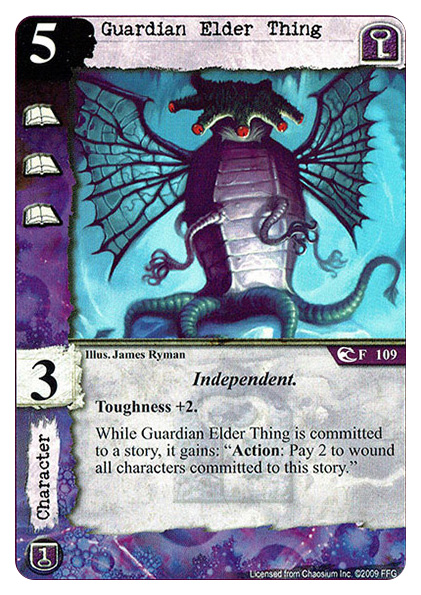 5
Guardian Elder Thing
Illus. James Ryman
F 109
3
Independent.
Toughness +2.
While Guardian Elder Thing is committed
to a story, it gains: “Action: Pay 2 to wound
all characters committed to this story.”
Character
1
Licensed from Chaosium Inc. ©2009 FFG